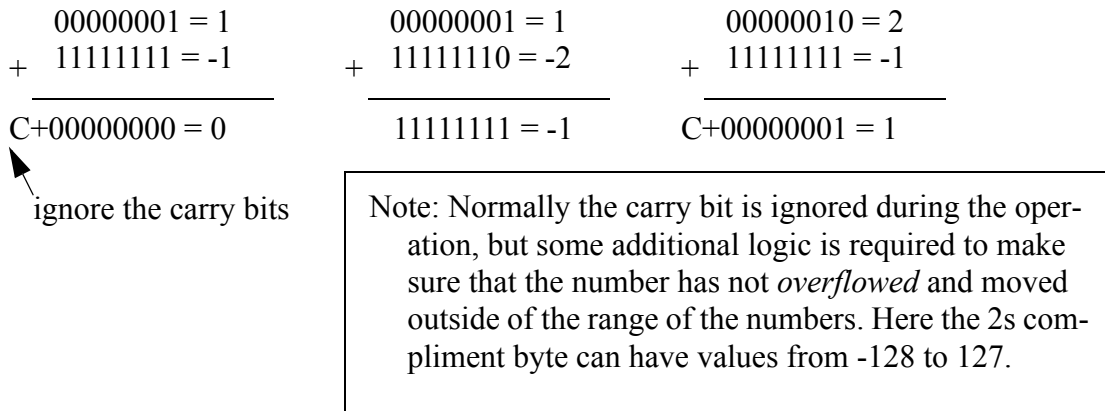 00000001 = 1
+ 11111111 = -1
C+00000000 = 0
ignore the carry bits
00000001 = 1
+ 11111110 = -2
11111111 = -1
00000010 = 2
+ 11111111 = -1
C+00000001 = 1
Note: Normally the carry bit is ignored during the oper-
ation, but some additional logic is required to make
sure that the number has not overflowed and moved
outside of the range of the numbers. Here the 2s com-
pliment byte can have values from -128 to 127.